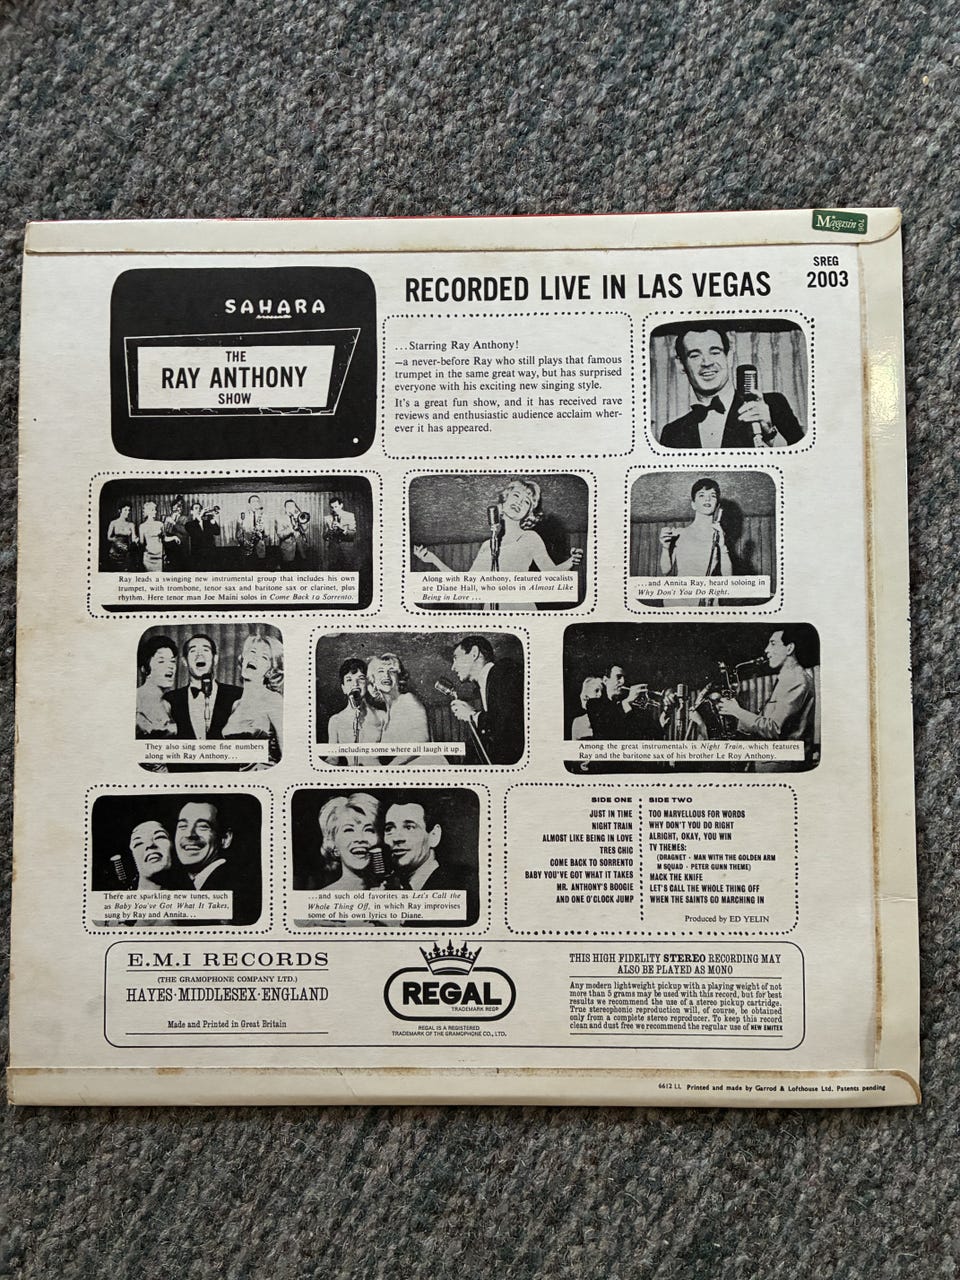 Magasin
706
SREG
2003
SAHARA
presents
THE
RAY ANTHONY
SHOW
RECORDED LIVE IN LAS VEGAS
...Starring Ray Anthony!
—a never-before Ray who still plays that famous
trumpet in the same great way, but has surprised
everyone with his exciting new singing style.
It's a great fun show, and it has received rave
reviews and enthusiastic audience acclaim wher-
ever it has appeared.
Ray leads a swinging new instrumental group that includes his own
trumpet, with trombone, tenor sax and baritone sax or clarinet, plus
rhythm. Here tenor man Joe Maini solos in Come Back to Sorrento.
Along with Ray Anthony, featured vocalists
are Diane Hall, who solos in Almost Like
Being in Love ...
...and Annita Ray, heard soloing in
Why Don't You Do Right.
They also sing some fine numbers
along with Ray Anthony...
...including some where all laugh it up.
Among the great instrumentals is Night Train, which features
Ray and the baritone sax of his brother Le Roy Anthony.
There are sparkling new tunes, such
as Baby You've Got What It Takes,
sung by Ray and Annita...
...and such old favorites as Let's Call the
Whole Thing Off, in which Ray improvises
some of his own lyrics to Diane.
SIDE ONE
JUST IN TIME
NIGHT TRAIN
ALMOST LIKE BEING IN LOVE
TRES CHIC
COME BACK TO SORRENTO
BABY YOU'VE GOT WHAT IT TAKES
MR. ANTHONY'S BOOGIE
AND ONE O'CLOCK JUMP
SIDE TWO
TOO MARVELLOUS FOR WORDS
WHY DON'T YOU DO RIGHT
ALRIGHT, OKAY, YOU WIN
TV THEMES:
(DRAGNET · MAN WITH THE GOLDEN ARM
M SQUAD · PETER GUNN THEME)
MACK THE KNIFE
LET'S CALL THE WHOLE THING OFF
WHEN THE SAINTS GO MARCHING IN
Produced by ED YELIN
E.M.I RECORDS
(THE GRAMOPHONE COMPANY LTD.)
HAYES·MIDDLESEX·ENGLAND
Made and Printed in Great Britain
REGAL
TRADEMARK REGD
REGAL IS A REGISTERED
TRADEMARK OF THE GRAMOPHONE CO., LTD.
THIS HIGH FIDELITY STEREO RECORDING MAY
ALSO BE PLAYED AS MONO
Any modern lightweight pickup with a playing weight of not
more than 5 grams may be used with this record, but for best
results we recommend the use of a stereo pickup cartridge.
True stereophonic reproduction will, of course, be obtained
only from a complete stereo reproducer. To keep this record
clean and dust free we recommend the regular use of NEW EMITEX
6612 LL Printed and made by Garrod & Lofthouse Ltd. Patents pending